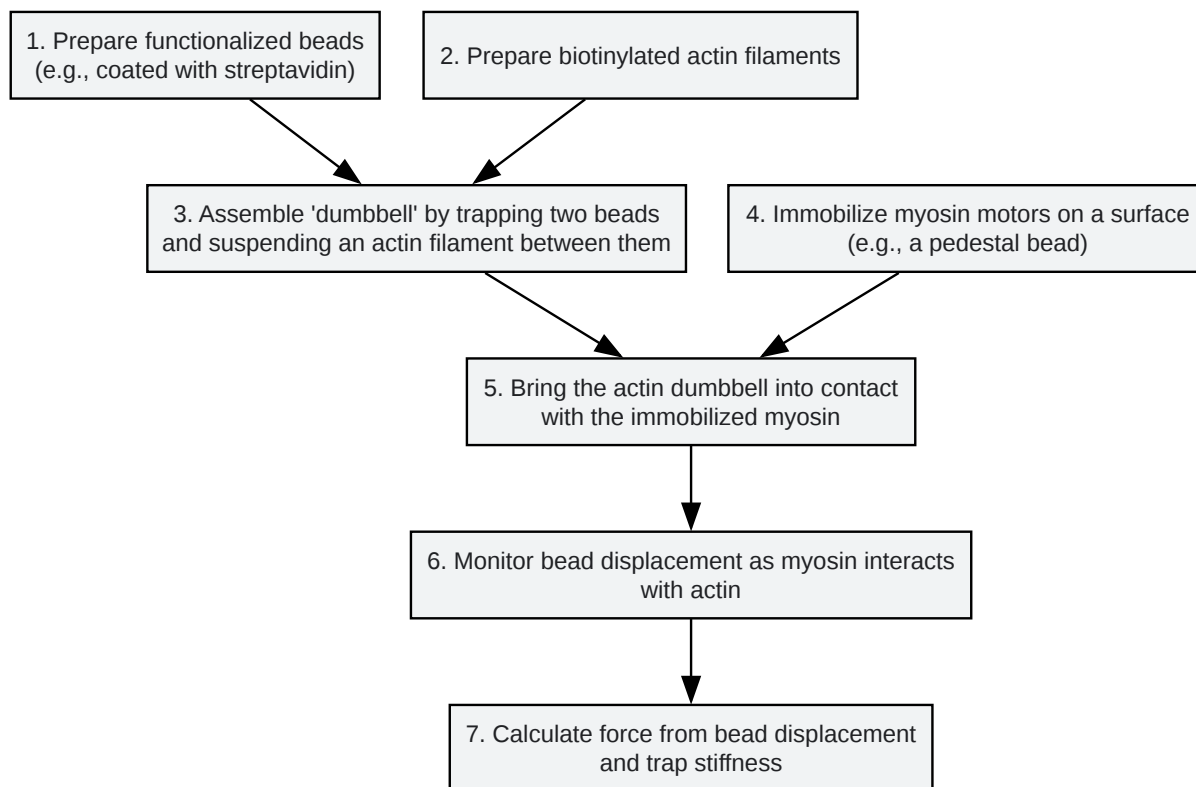 1. Prepare functionalized beads
(e.g., coated with streptavidin)
2. Prepare biotinylated actin filaments
3. Assemble 'dumbbell' by trapping two beads
and suspending an actin filament between them
4. Immobilize myosin motors on a surface
(e.g., a pedestal bead)
5. Bring the actin dumbbell into contact
with the immobilized myosin
6. Monitor bead displacement as myosin interacts
with actin
7. Calculate force from bead displacement
and trap stiffness